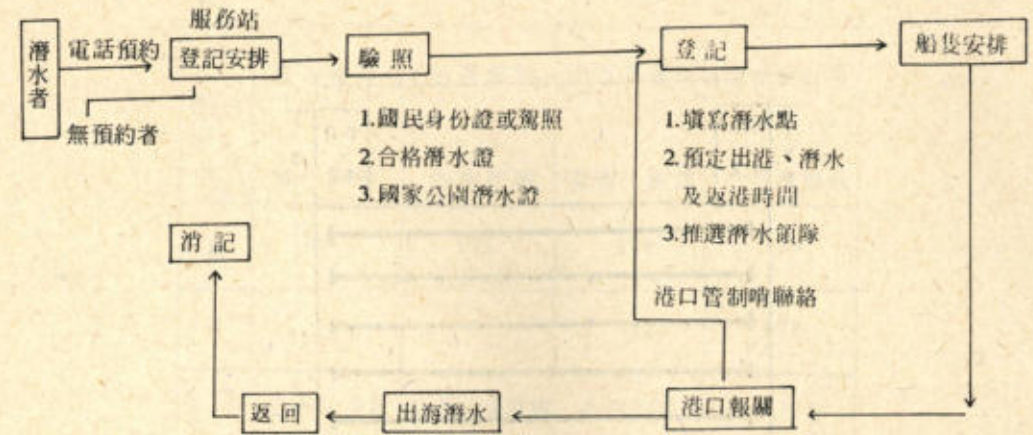 潛水者
電話預約
無預約者
服務站
登記安排
驗照
1.國民身份證或駕照
2.合格潛水證
3.國家公園潛水證
登記
1.填寫潛水點
2.預定出港、潛水
及返港時間
3.推選潛水領隊
港口管制哨聯絡
船隻安排
港口報關
出海潛水
返回
消記